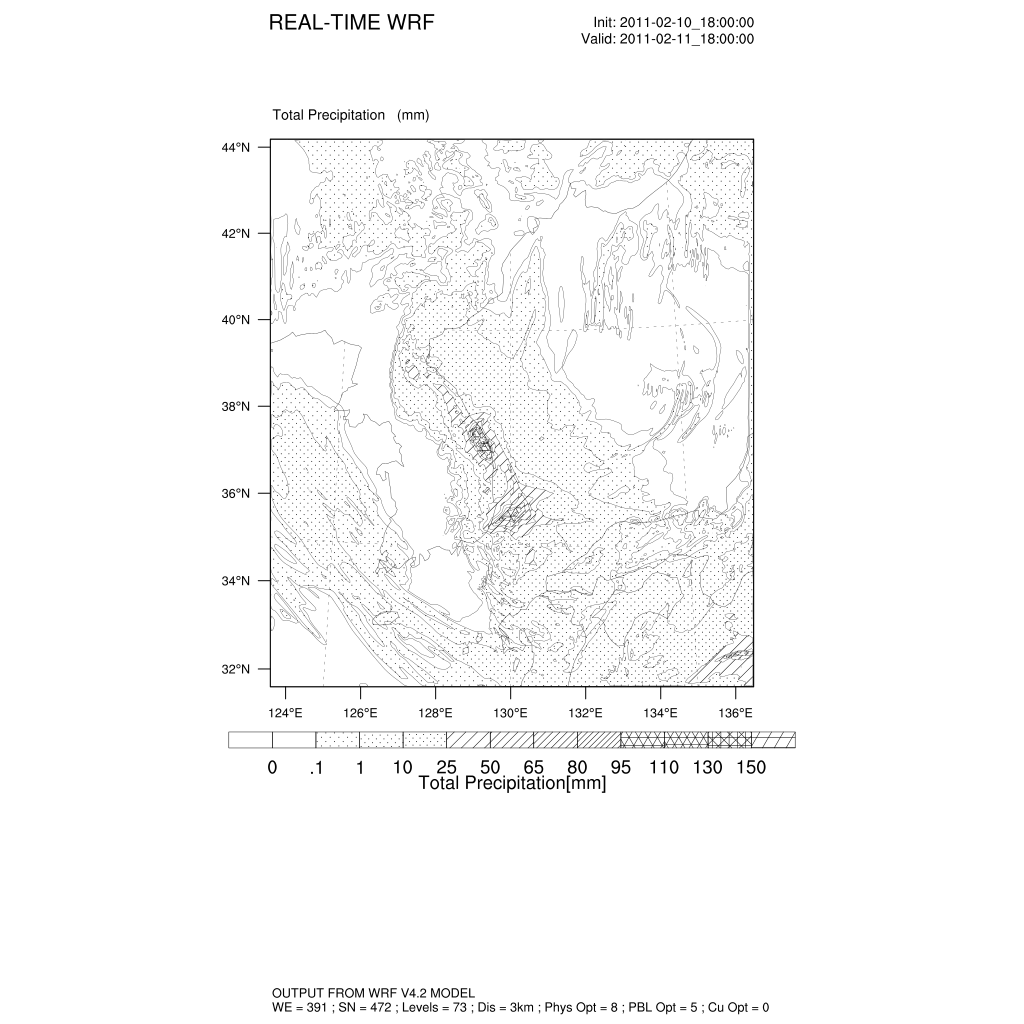 REAL-TIME WRF
Init: 2011-02-10_18:00:00
Valid: 2011-02-11_18:00:00
Total Precipitation (mm)
44°N
42°N
40°N
38°N
36°N
34°N
32°N
124°E 126°E 128°E 130°E 132°E 134°E 136°E
0 .1 1 10 25 50 65 80 95 110 130 150
Total Precipitation[mm]
OUTPUT FROM WRF V4.2 MODEL
WE = 391 ; SN = 472 ; Levels = 73 ; Dis = 3km ; Phys Opt = 8 ; PBL Opt = 5 ; Cu Opt = 0